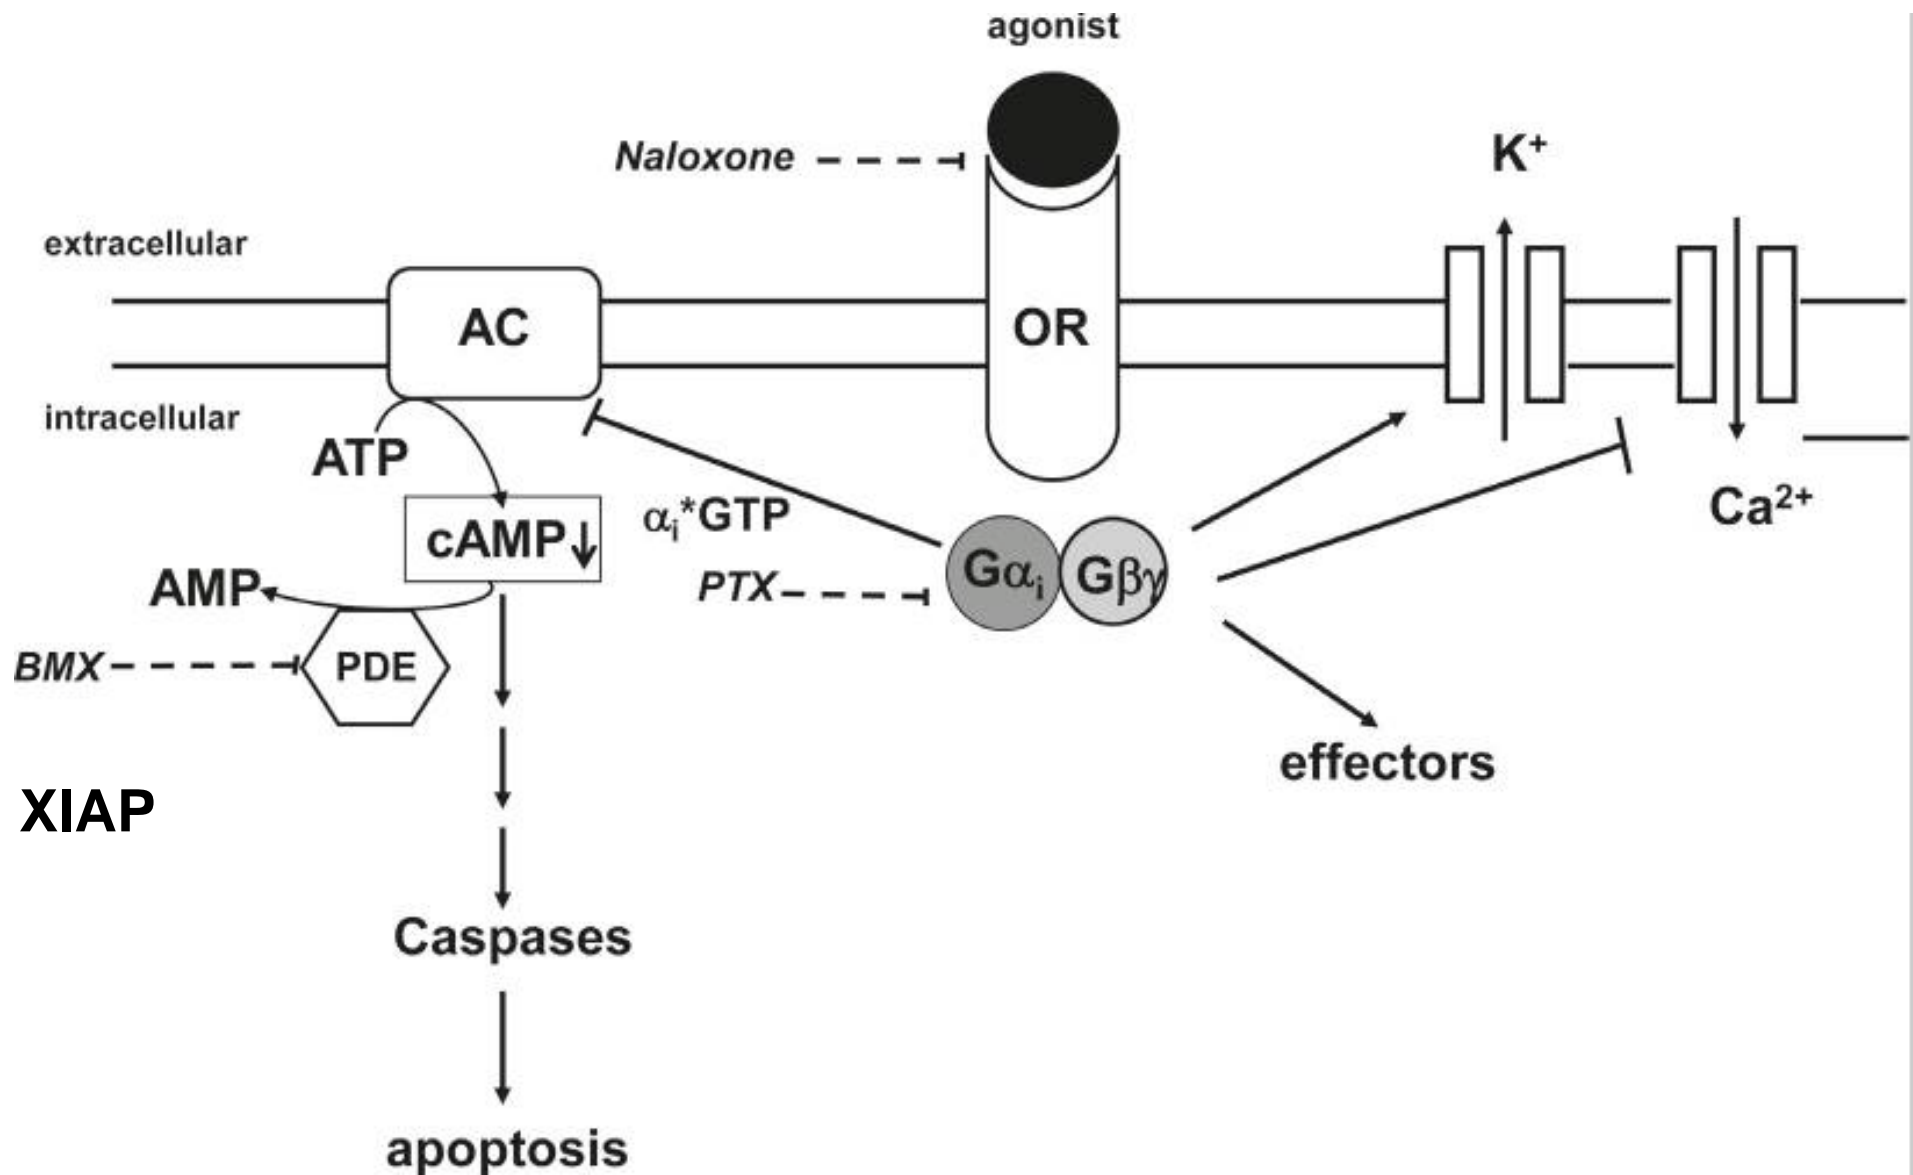 agonist
Naloxone
K⁺
extracellular
AC
OR
intracellular
ATP
Ca²⁺
cAMP↓
αᵢ*GTP
AMP
PTX
Gαᵢ
Gβγ
BMX
PDE
effectors
XIAP
Caspases
apoptosis